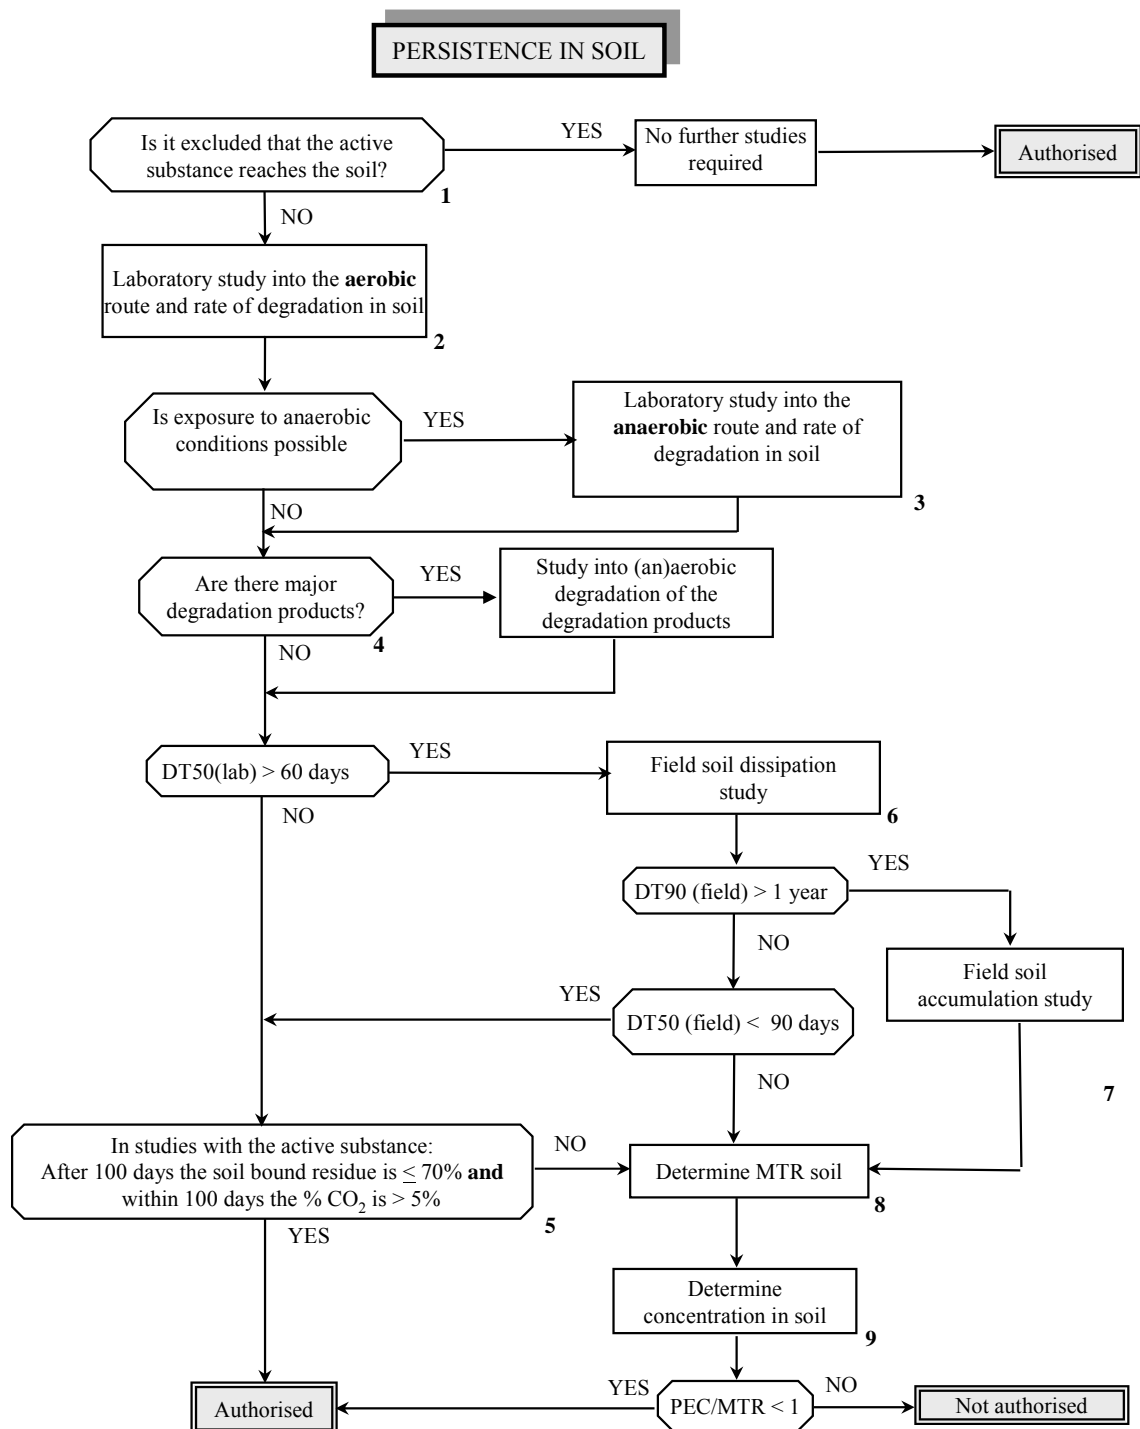 PERSISTENCE IN SOIL
Is it excluded that the active
substance reaches the soil?
1
YES
No further studies
required
Authorised
NO
Laboratory study into the aerobic
route and rate of degradation in soil
2
Is exposure to anaerobic
conditions possible
YES
Laboratory study into the
anaerobic route and rate of
degradation in soil
3
NO
Are there major
degradation products?
4
YES
Study into (an)aerobic
degradation of the
degradation products
NO
DT50(lab) > 60 days
YES
Field soil dissipation
study
6
NO
DT90 (field) > 1 year
YES
NO
Field soil
accumulation study
7
DT50 (field) < 90 days
YES
NO
In studies with the active substance:
After 100 days the soil bound residue is ≤ 70% and
within 100 days the % CO2 is > 5%
5
NO
Determine MTR soil
8
YES
Determine
concentration in soil
9
PEC/MTR < 1
YES
Authorised
NO
Not authorised